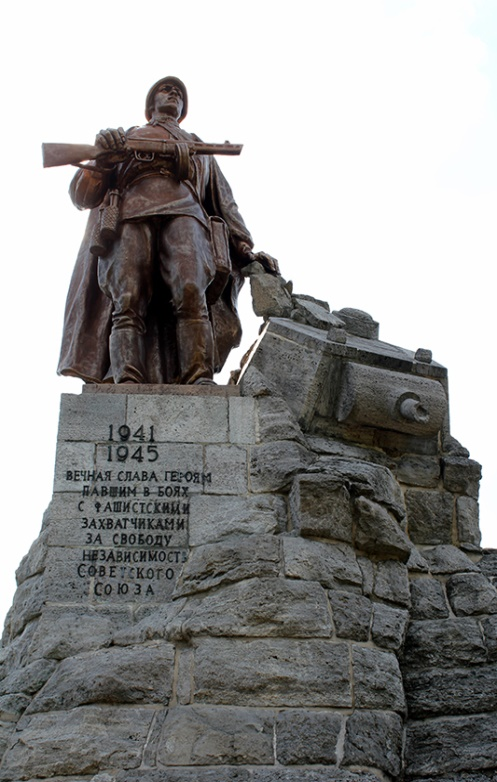 1941
1945
ВЕЧНАЯ СЛАВА ГЕРОЯМ
ПАВШИМ В БОЯХ
С ФАШИСТСКИМИ
ЗАХВАТЧИКАМИ
ЗА СВОБОДУ
НЕЗАВИСИМОСТЬ
СОВЕТСКОГО
СОЮЗА